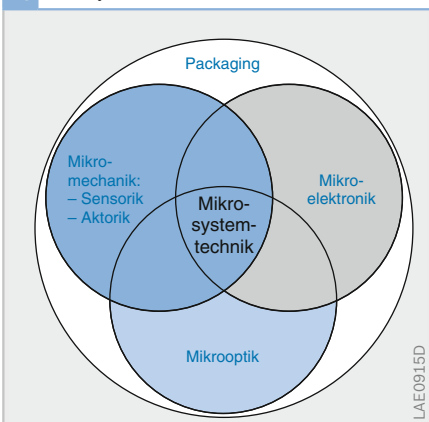 Packaging
Mikro-
mechanik:
– Sensorik
– Aktorik
Mikro-
elektronik
Mikro-
system-
technik
Mikrooptik
LAE0915D